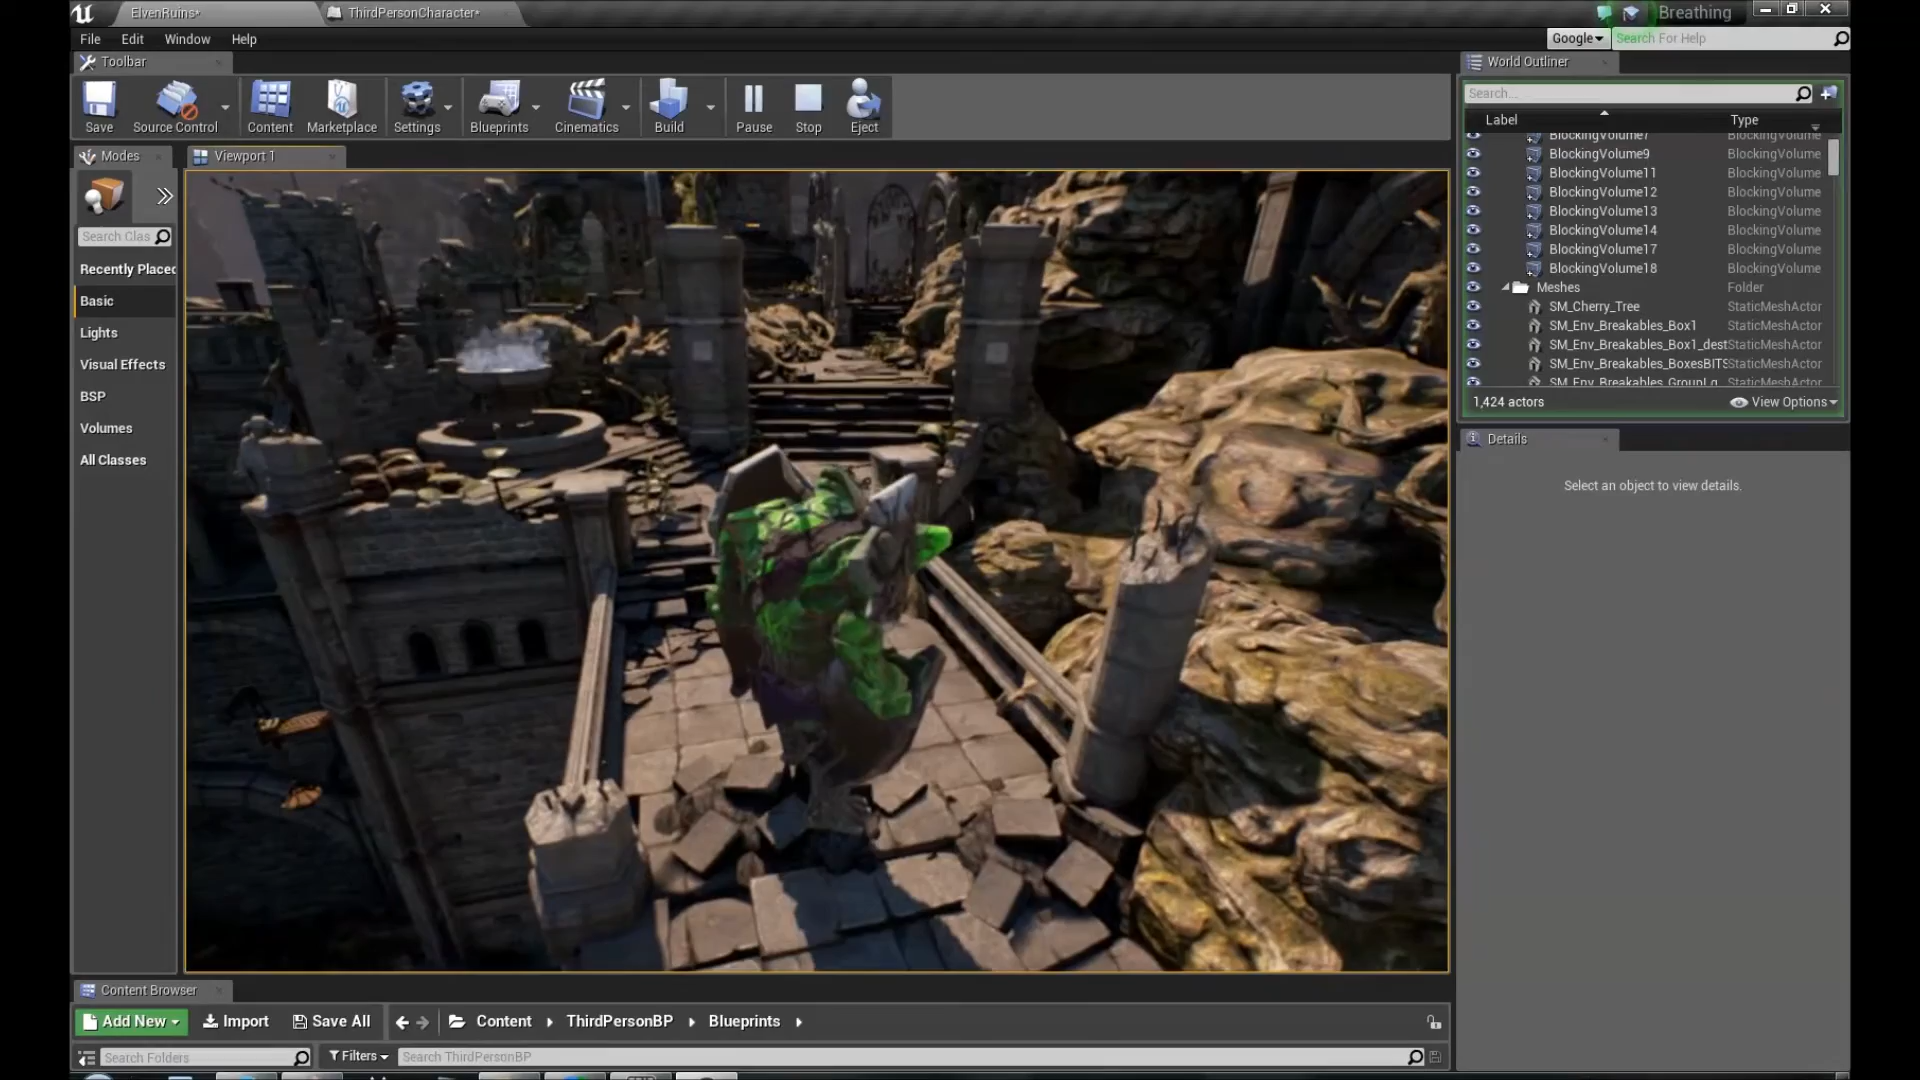 ElvenRuins*
ThirdPersonCharacter*
Breathing
File Edit Window Help
Google
Search For Help
Toolbar
World Outliner
Save
Source Control
Content
Marketplace
Settings
Blueprints
Cinematics
Build
Pause
Stop
Eject
Search...
Label Type
BlockingVolume7 BlockingVolume
BlockingVolume9 BlockingVolume
BlockingVolume11 BlockingVolume
BlockingVolume12 BlockingVolume
BlockingVolume13 BlockingVolume
BlockingVolume14 BlockingVolume
BlockingVolume17 BlockingVolume
BlockingVolume18 BlockingVolume
Meshes Folder
SM_Cherry_Tree StaticMeshActor
SM_Env_Breakables_Box1 StaticMeshActor
SM_Env_Breakables_Box1_dest StaticMeshActor
SM_Env_Breakables_BoxesBITS StaticMeshActor
SM_Env_Breakables_GroupLg StaticMeshActor
1,424 actors
View Options
Modes
Viewport 1
Search Clas
Recently Placed
Basic
Lights
Visual Effects
BSP
Volumes
All Classes
Details
Select an object to view details.
Content Browser
Add New
Import
Save All
Content
ThirdPersonBP
Blueprints
Search Folders
Filters
Search ThirdPersonBP